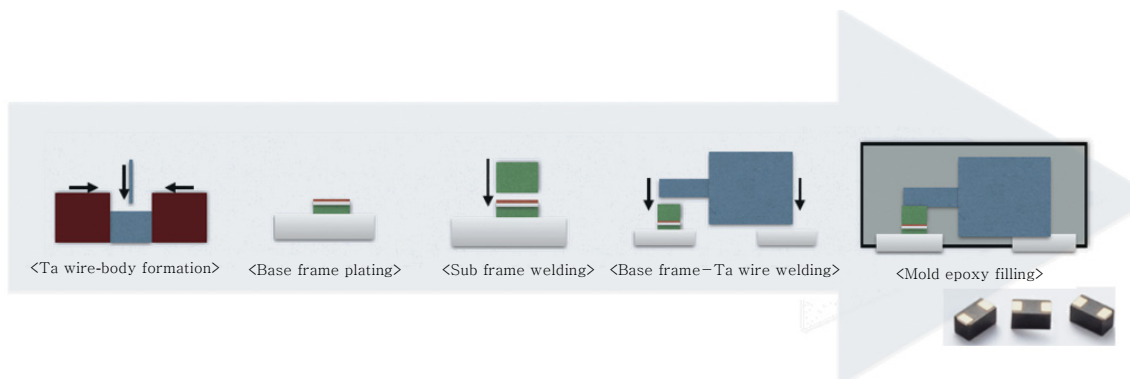 <Ta wire-body formation>
<Base frame plating>
<Sub frame welding>
<Base frame-Ta wire welding>
<Mold epoxy filling>